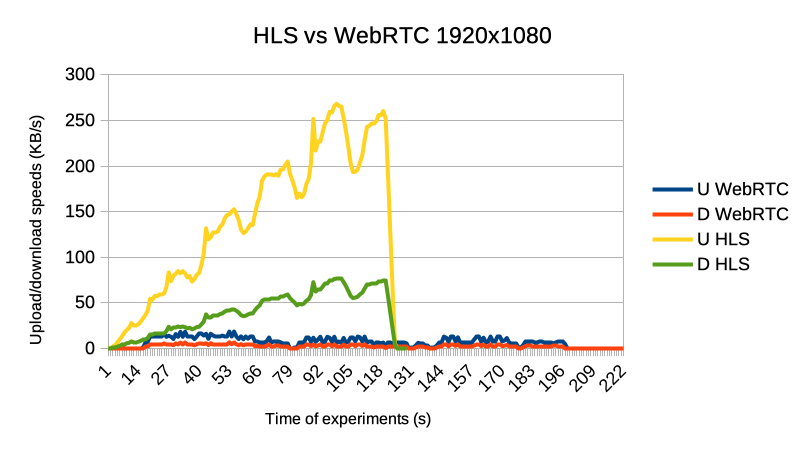 HLS vs WebRTC 1920x1080
Upload/download speeds (KB/s)
300
250
200
150
100
50
0
1 14 27 40 53 66 79 92 105 118 131 144 157 170 183 196 209 222
Time of experiments (s)
U WebRTC
D WebRTC
U HLS
D HLS